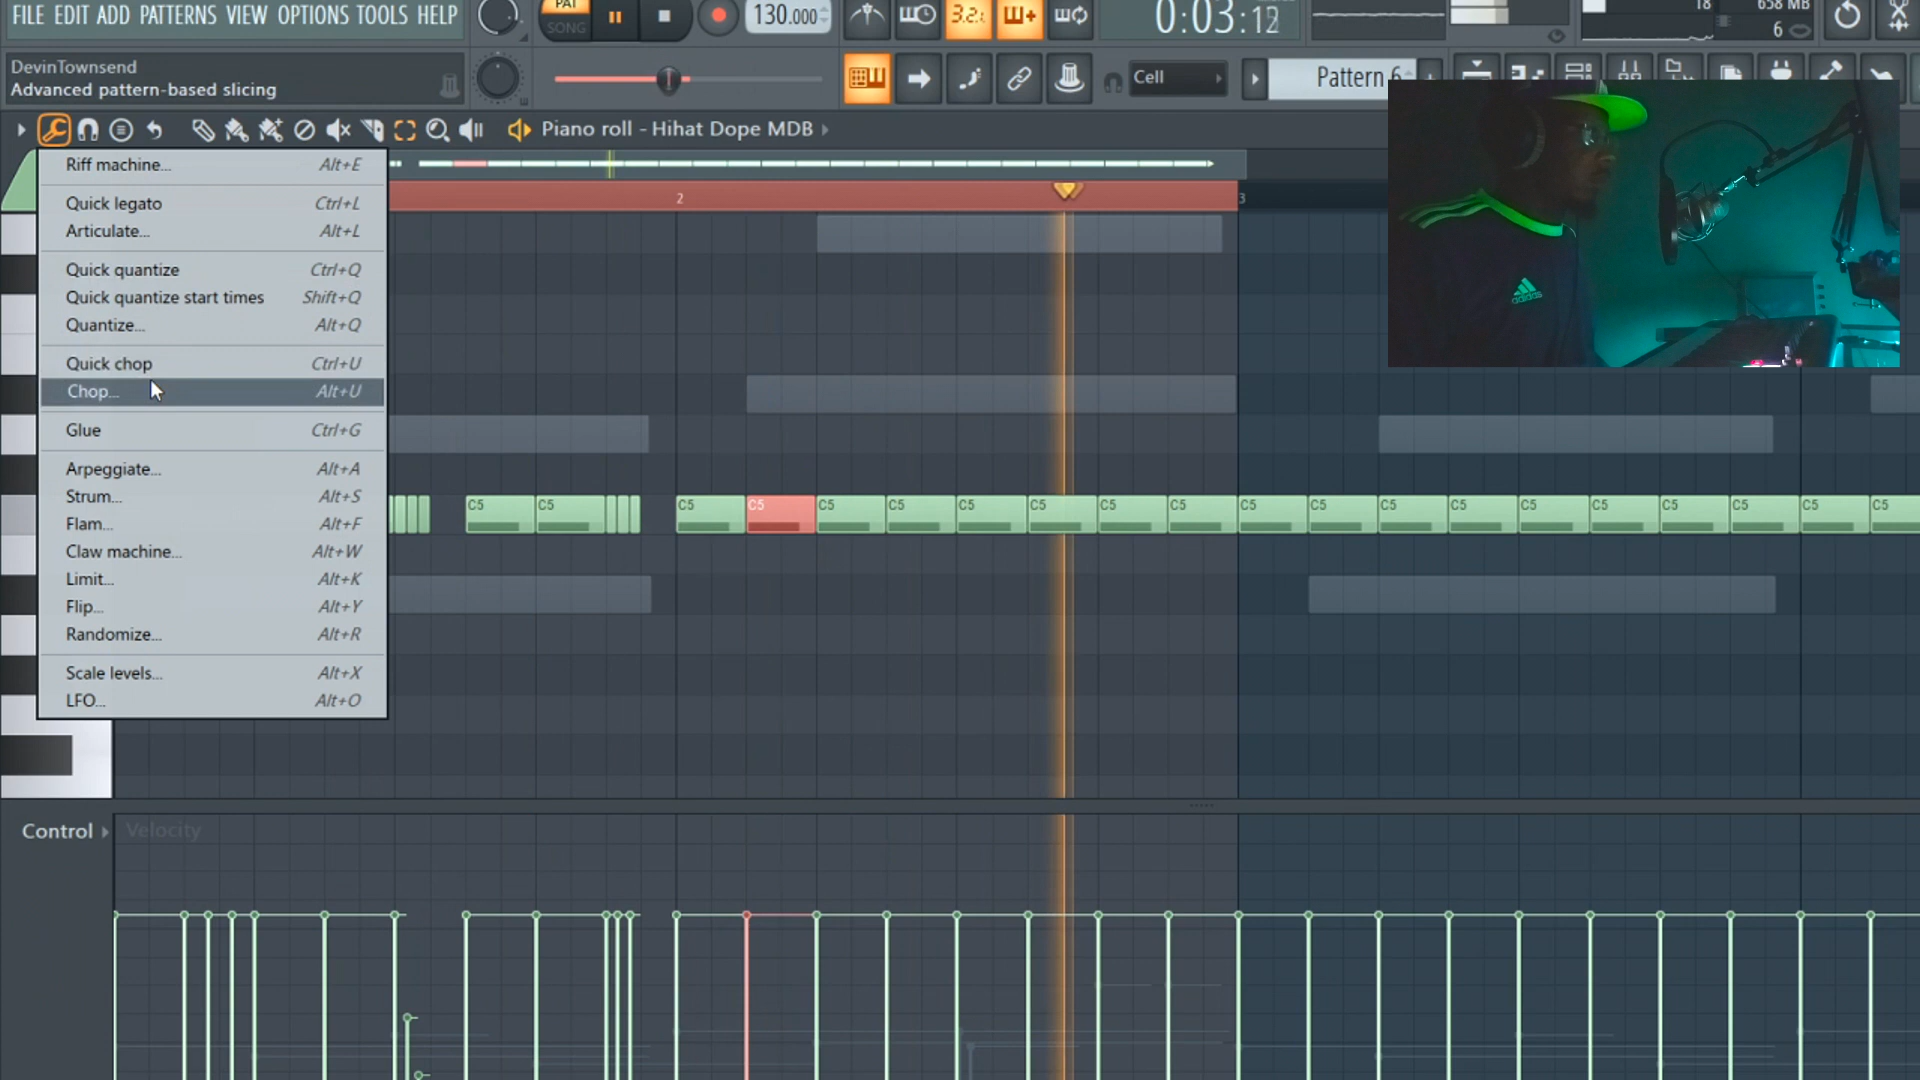 FILE EDIT ADD PATTERNS VIEW OPTIONS TOOLS HELP
PAT
SONG
130.000
3.2
0:03:12
18
658 MB
6
DevinTownsend
Advanced pattern-based slicing
Cell
Pattern 6
Piano roll - Hihat Dope MDB
Riff machine... Alt+E
Quick legato Ctrl+L
Articulate... Alt+L
Quick quantize Ctrl+Q
Quick quantize start times Shift+Q
Quantize... Alt+Q
Quick chop Ctrl+U
Chop... Alt+U
Glue Ctrl+G
Arpeggiate... Alt+A
Strum... Alt+S
Flam... Alt+F
Claw machine... Alt+W
Limit... Alt+K
Flip... Alt+Y
Randomize... Alt+R
Scale levels... Alt+X
LFO... Alt+O
2
3
adidas
C5 C5 C5 C5 C5 C5 C5 C5 C5 C5 C5 C5 C5 C5 C5 C5 C5 C5 C5 C5
Control
Velocity